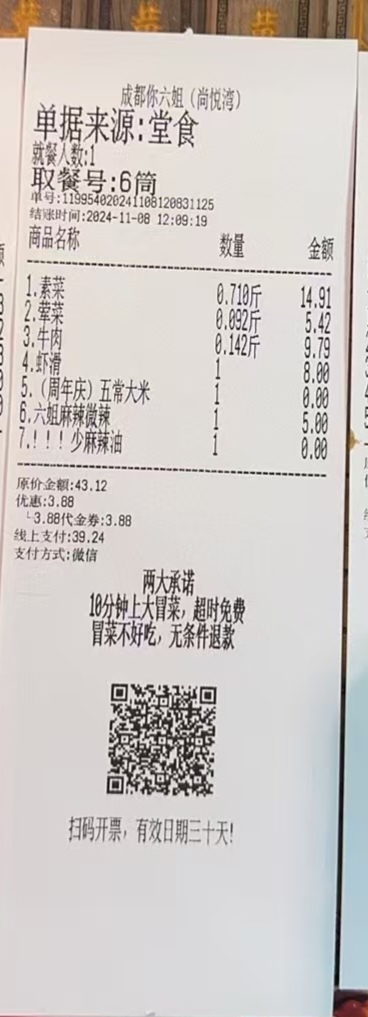 成都你六姐（尚悦湾）
单据来源:堂食
就餐人数:1
取餐号:6筒
单号:119954020241108120831125
结账时间:2024-11-08 12:09:19
商品名称 数量 金额
1.素菜 0.710斤 14.91
2.荤菜 0.092斤 5.42
3.牛肉 0.142斤 9.79
4.虾滑 1 8.00
5.（周年庆）五常大米 1 0.00
6.六姐麻辣微辣 1 5.00
7.！！！少麻辣油 1 0.00
原价金额:43.12
优惠:3.88
└3.88代金券:3.88
线上支付:39.24
支付方式:微信
两大承诺
10分钟上大冒菜，超时免费
冒菜不好吃，无条件退款
扫码开票，有效日期三十天!